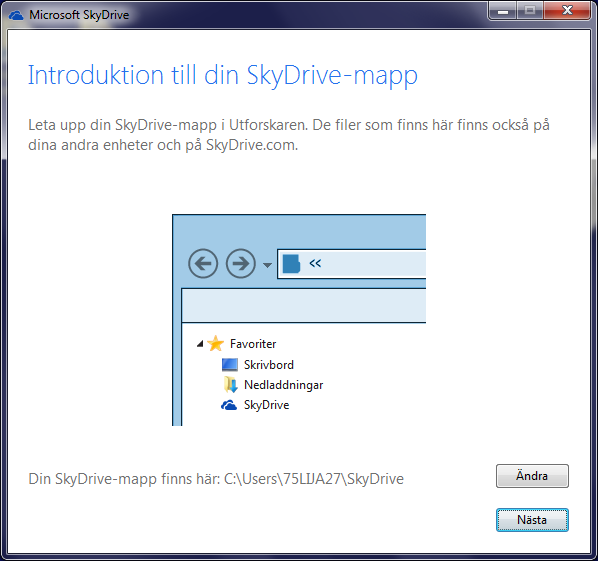 Microsoft SkyDrive
Introduktion till din SkyDrive-mapp
Leta upp din SkyDrive-mapp i Utforskaren. De filer som finns här finns också på
dina andra enheter och på SkyDrive.com.
<<
Favoriter
Skrivbord
Nedladdningar
SkyDrive
Din SkyDrive-mapp finns här: C:\Users\75LIJA27\SkyDrive
Ändra
Nästa